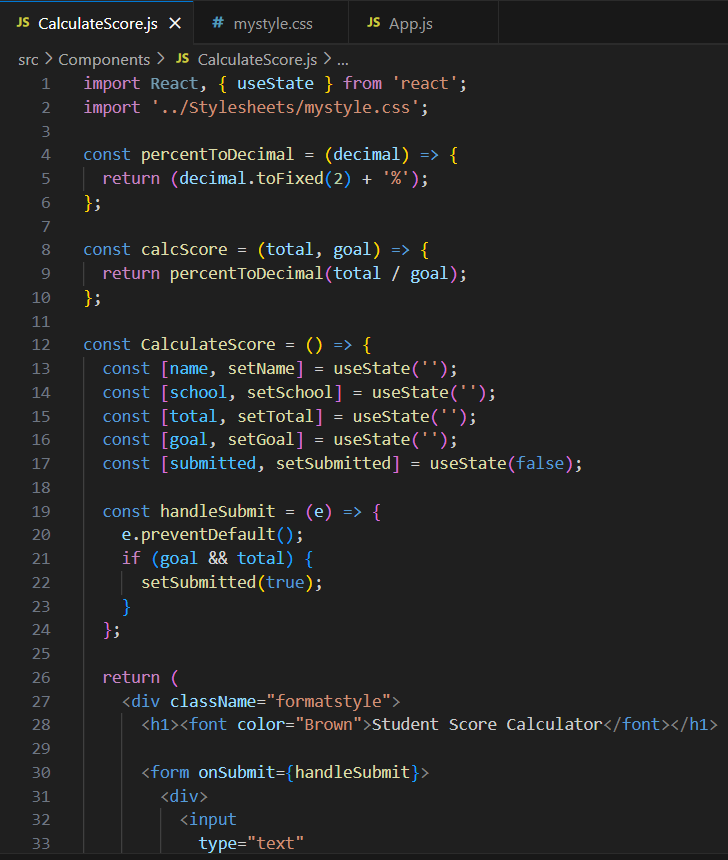 JS CalculateScore.js × # mystyle.css JS App.js
src > Components > JS CalculateScore.js > ...
1 import React, { useState } from 'react';
2 import '../Stylesheets/mystyle.css';
3
4 const percentToDecimal = (decimal) => {
5   return (decimal.toFixed(2) + '%');
6 };
7
8 const calcScore = (total, goal) => {
9   return percentToDecimal(total / goal);
10 };
11
12 const CalculateScore = () => {
13   const [name, setName] = useState('');
14   const [school, setSchool] = useState('');
15   const [total, setTotal] = useState('');
16   const [goal, setGoal] = useState('');
17   const [submitted, setSubmitted] = useState(false);
18
19   const handleSubmit = (e) => {
20     e.preventDefault();
21     if (goal && total) {
22       setSubmitted(true);
23     }
24   };
25
26   return (
27     <div className="formatstyle">
28       <h1><font color="Brown">Student Score Calculator</font></h1>
29
30       <form onSubmit={handleSubmit}>
31         <div>
32           <input
33             type="text"